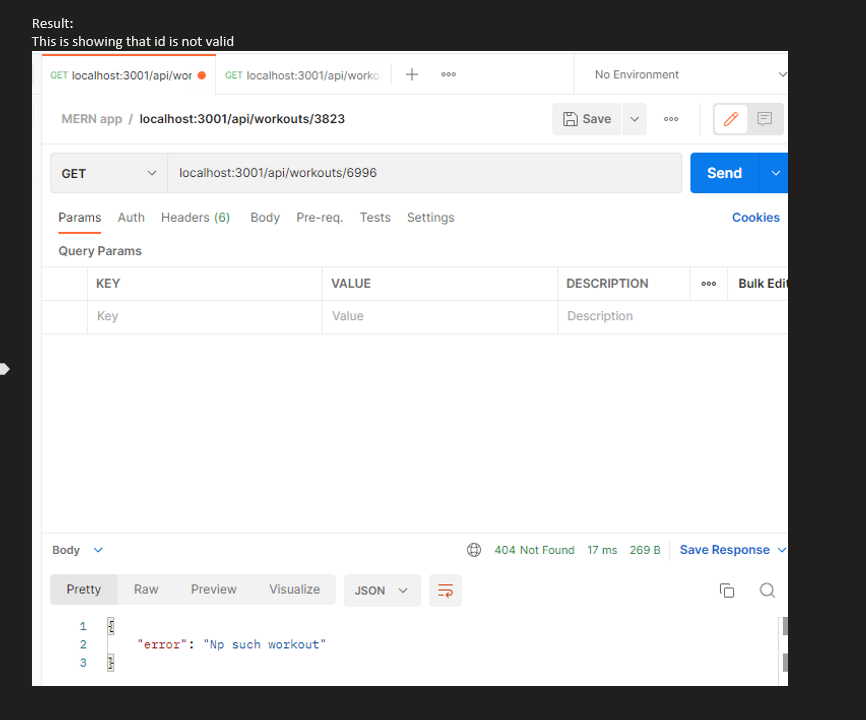 Result:
This is showing that id is not valid
GET localhost:3001/api/wor GET localhost:3001/api/worko No Environment
MERN app / localhost:3001/api/workouts/3823 Save
GET localhost:3001/api/workouts/6996 Send
Params Auth Headers (6) Body Pre-req. Tests Settings Cookies
Query Params
KEY VALUE DESCRIPTION Bulk Edit
Key Value Description
Body 404 Not Found 17 ms 269 B Save Response
Pretty Raw Preview Visualize JSON
1 {
2 "error": "Np such workout"
3 }